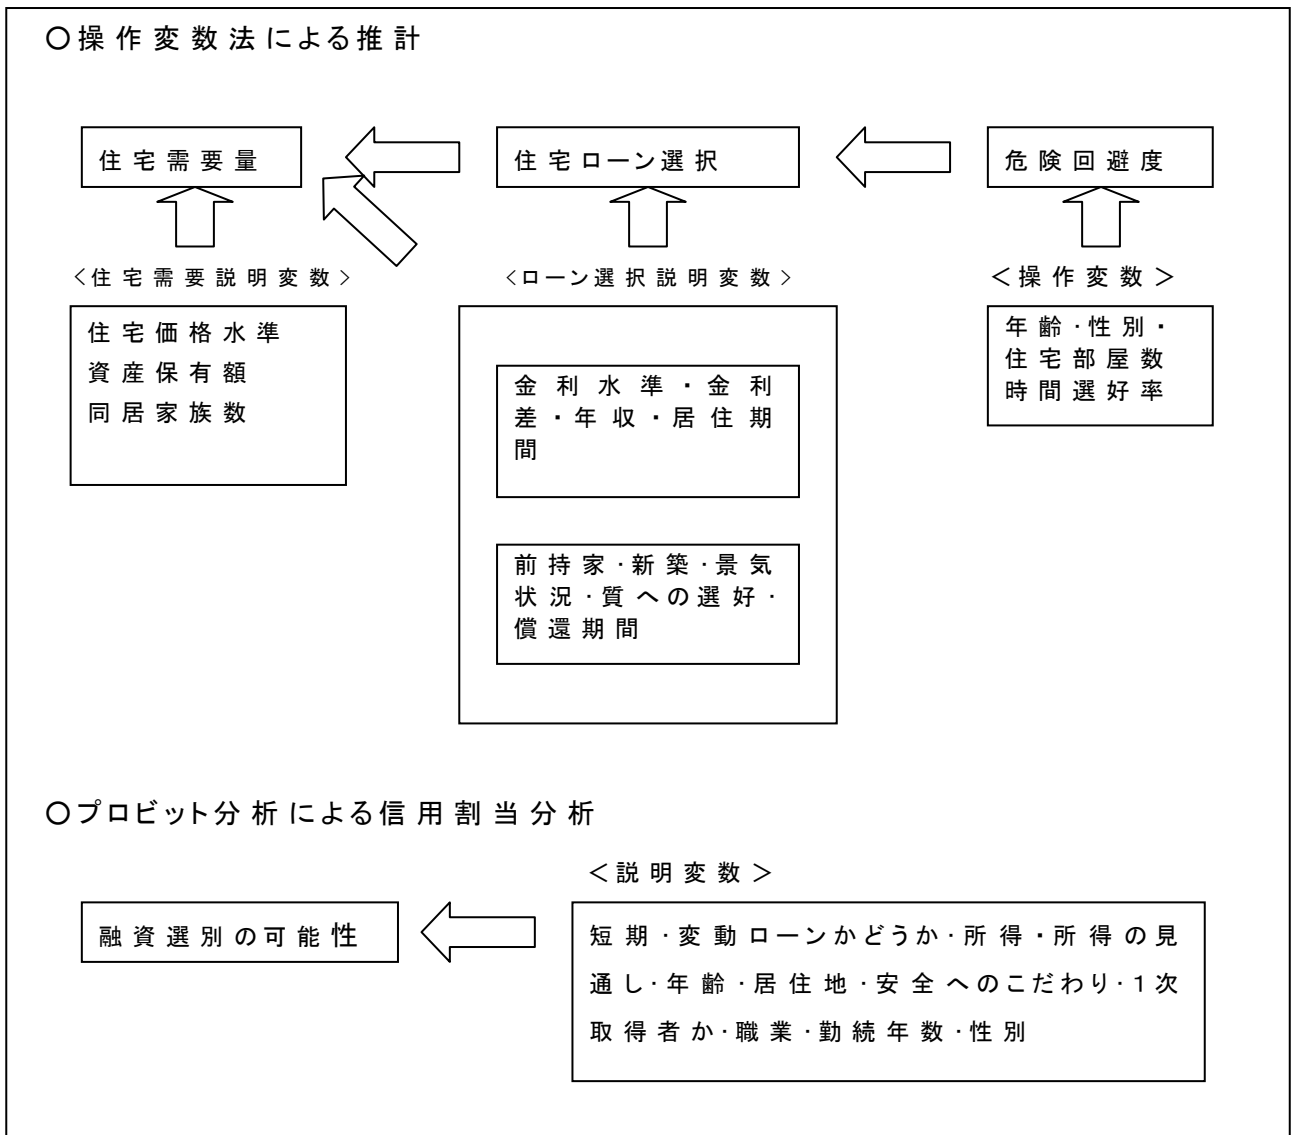 〇操作変数法による推計
住宅需要量
住宅ローン選択
危険回避度
<住宅需要説明変数>
<ローン選択説明変数>
<操作変数>
住宅価格水準
資産保有額
同居家族数
金利水準・金利
差・年収・居住期
間
前持家・新築・景気
状況・質への選好・
償還期間
年齢・性別・
住宅部屋数
時間選好率
〇プロビット分析による信用割当分析
<説明変数>
融資選別の可能性
短期・変動ローンかどうか・所得・所得の見
通し・年齢・居住地・安全へのこだわり・1次
取得者か・職業・勤続年数・性別